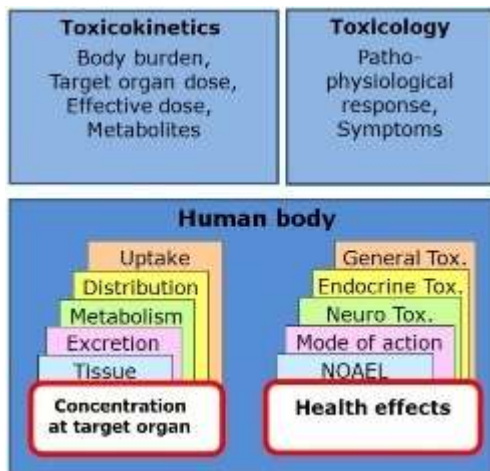 Toxicokinetics
Body burden,
Target organ dose,
Effective dose,
Metabolites
Toxicology
Patho-
physiological
response,
Symptoms
Human body
Uptake
Distribution
Metabolism
Excretion
Tissue
Concentration
at target organ
General Tox.
Endocrine Tox.
Neuro Tox.
Mode of action
NOAEL
Health effects